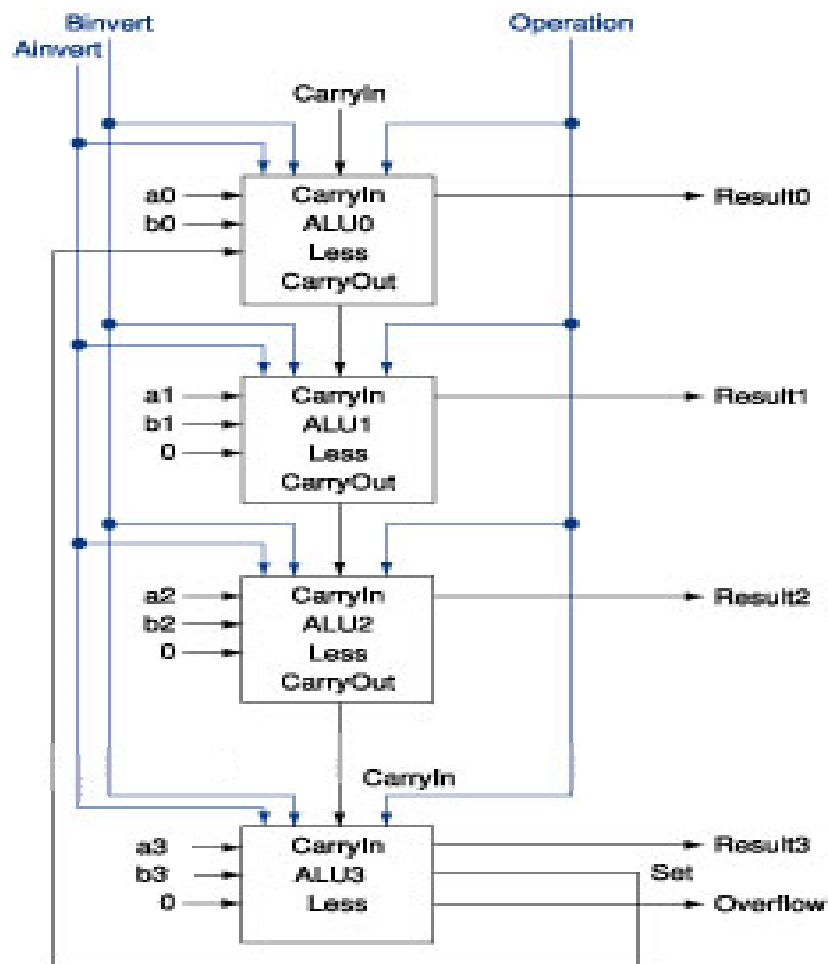 Binvert
Operation
Ainvert
CarryIn
a0
CarryIn
Result0
b0
ALU0
Less
CarryOut
a1
CarryIn
Result1
b1
ALU1
0
Less
CarryOut
a2
CarryIn
Result2
b2
ALU2
0
Less
CarryOut
CarryIn
a3
CarryIn
Result3
b3
ALU3
Set
0
Less
Overflow